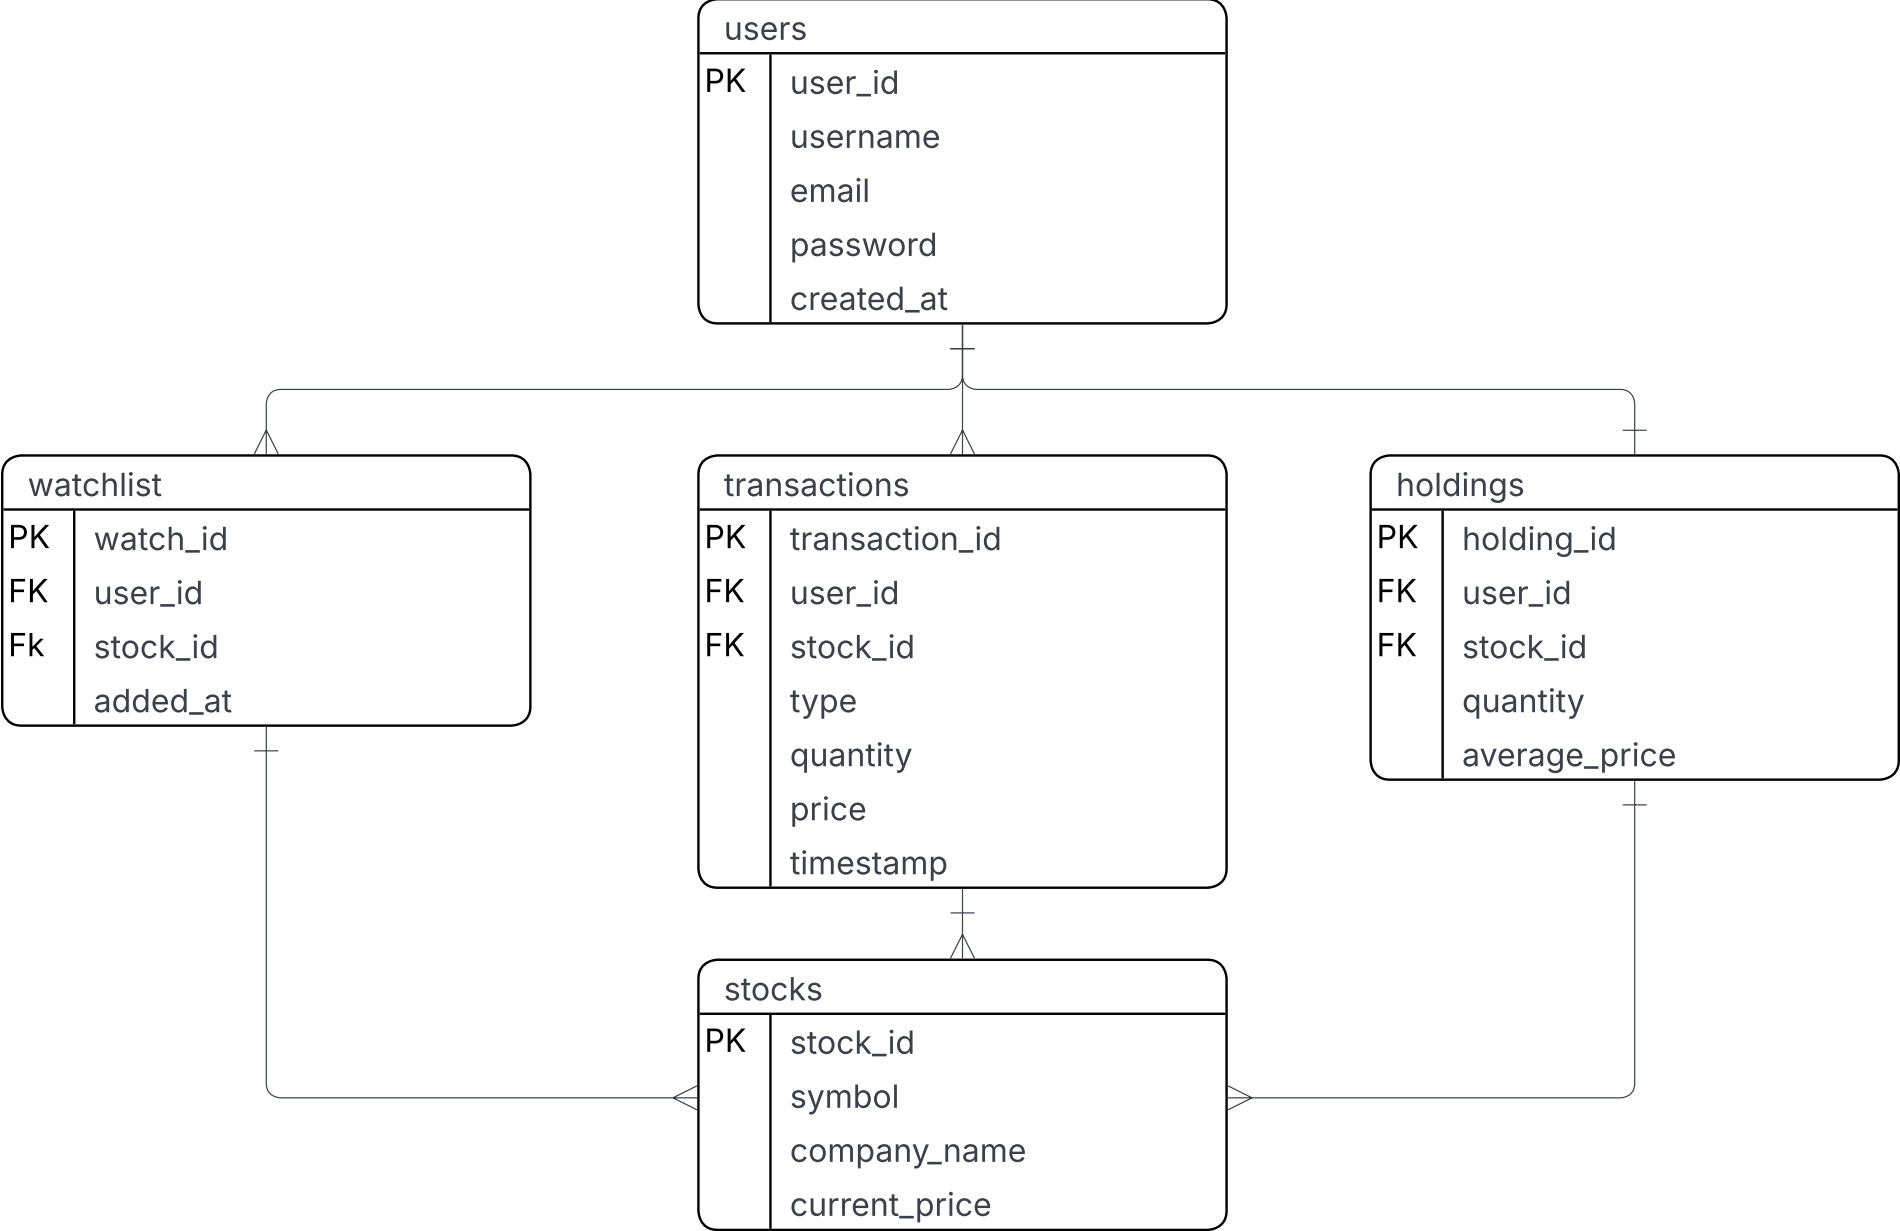 users
PK user_id
username
email
password
created_at
watchlist
PK watch_id
FK user_id
Fk stock_id
added_at
transactions
PK transaction_id
FK user_id
FK stock_id
type
quantity
price
timestamp
holdings
PK holding_id
FK user_id
FK stock_id
quantity
average_price
stocks
PK stock_id
symbol
company_name
current_price